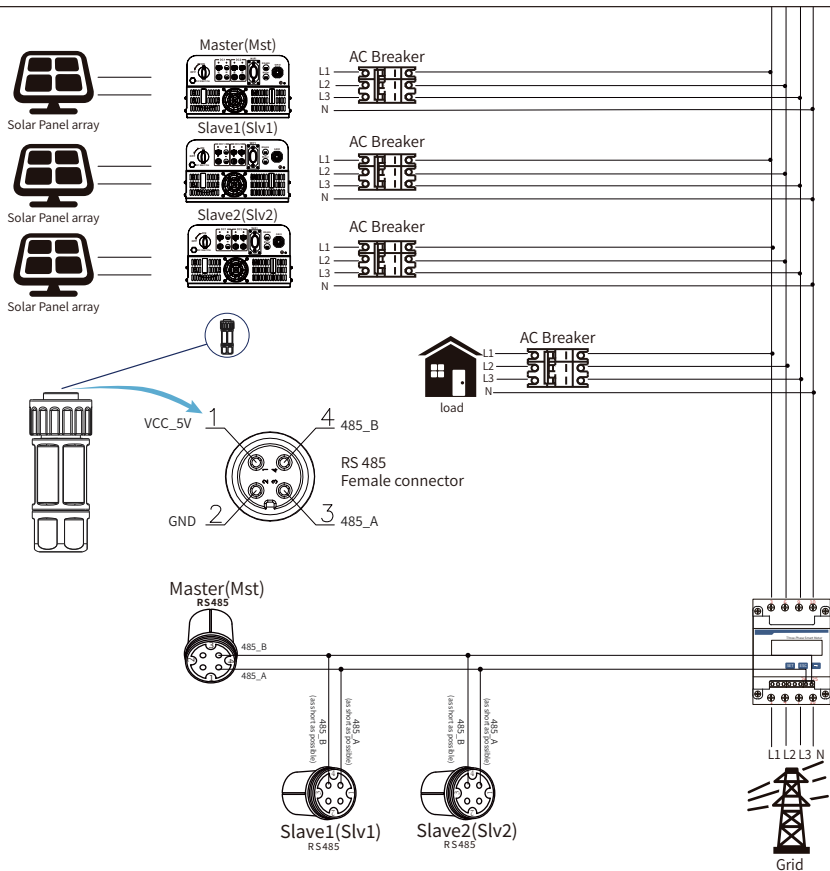 Master(Mst)
Solar Panel array
AC Breaker
L1
L2
L3
N
Slave1(Slv1)
Solar Panel array
AC Breaker
L1
L2
L3
N
Slave2(Slv2)
Solar Panel array
AC Breaker
L1
L2
L3
N
AC Breaker
L1
L2
L3
N
load
VCC_5V
1
4
485_B
1
4
2
3
RS 485
Female connector
GND
2
3
485_A
Master(Mst)
RS485
485_B
485_A
485_B
(as short as possible)
485_A
(as short as possible)
485_B
(as short as possible)
485_A
(as short as possible)
Slave1(Slv1)
RS485
Slave2(Slv2)
RS485
L1 L2 L3 N
Grid